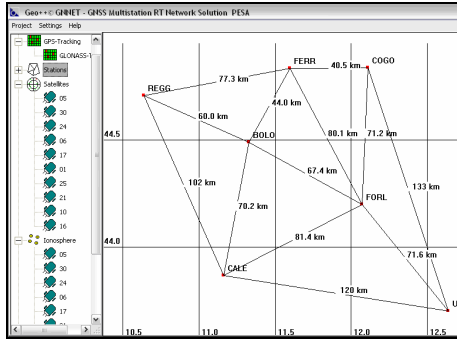 Geo++© GNNET - GNSS Multistation RT Network Solution PESA
Project Settings Help
GPS-Tracking
GLONASS-T
Stations
Satellites
05
30
24
06
17
01
25
21
10
16
Ionosphere
05
30
24
06
17
FERR
40.5 km
COGO
77.3 km
REGG
44.0 km
60.0 km
44.5
BOLO
80.1 km
71.2 km
67.4 km
102 km
133 km
70.2 km
FORL
81.4 km
44.0
71.6 km
CALE
120 km
10.5
11.0
11.5
12.0
12.5